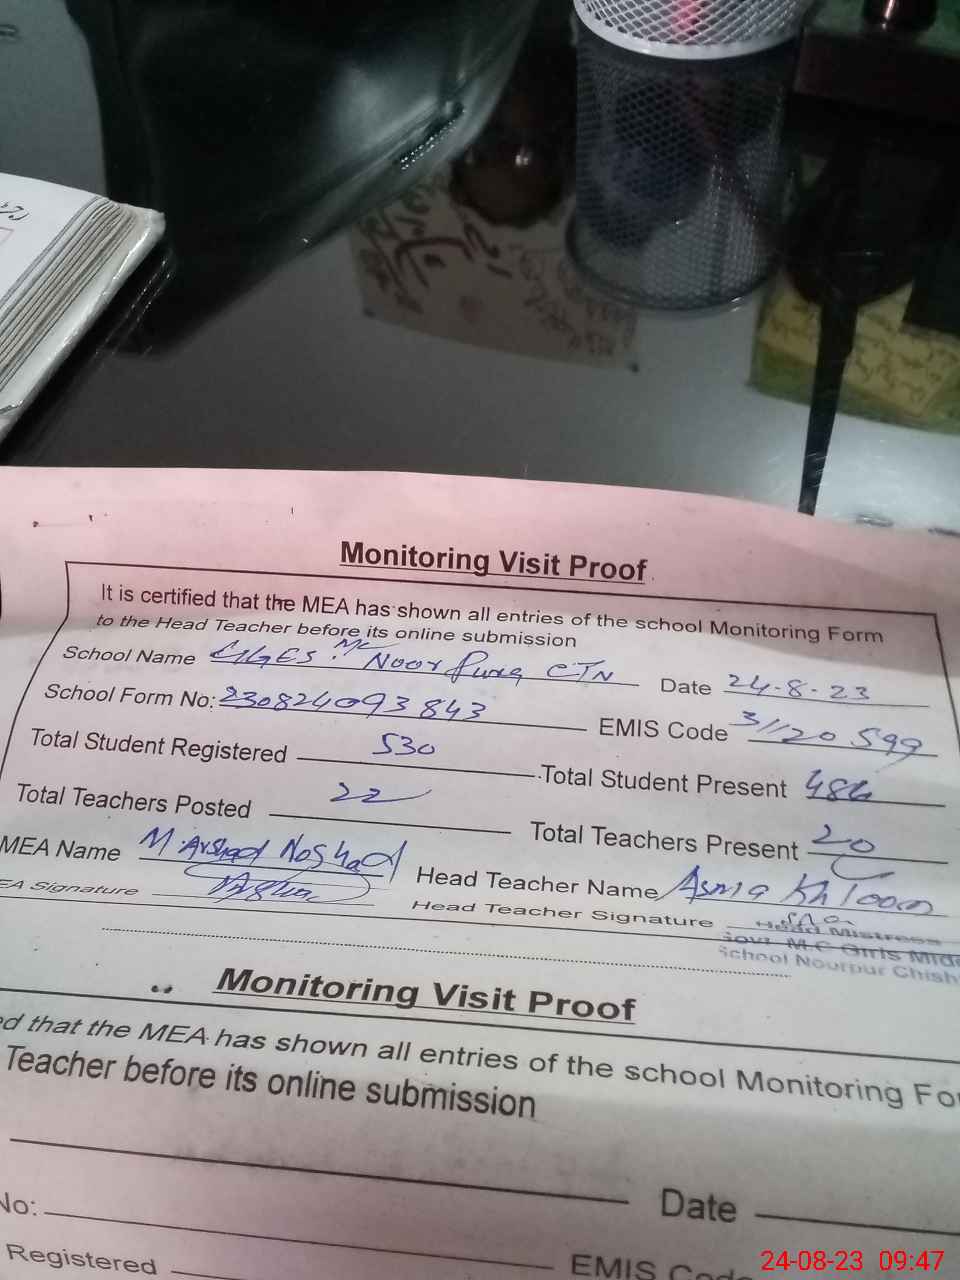 Monitoring Visit Proof
It is certified that the MEA has shown all entries of the school Monitoring Form
to the Head Teacher before its online submission
School Name GGES MC Noor Date 24-8-23
School Form No: 230824093843 EMIS Code 31120599
Total Student Registered 530 Total Student Present 484
Total Teachers Posted 22 Total Teachers Present 20
MEA Name M. Arshad Noshad Head Teacher Name Asma
EA Signature Head Teacher Signature
Head Mistress
Govt. M.C Girls Midd
School Nourpur Chish
Monitoring Visit Proof
ed that the MEA has shown all entries of the school Monitoring Fo
Teacher before its online submission
Date
No: EMIS Code
Registered
24-08-23 09:47